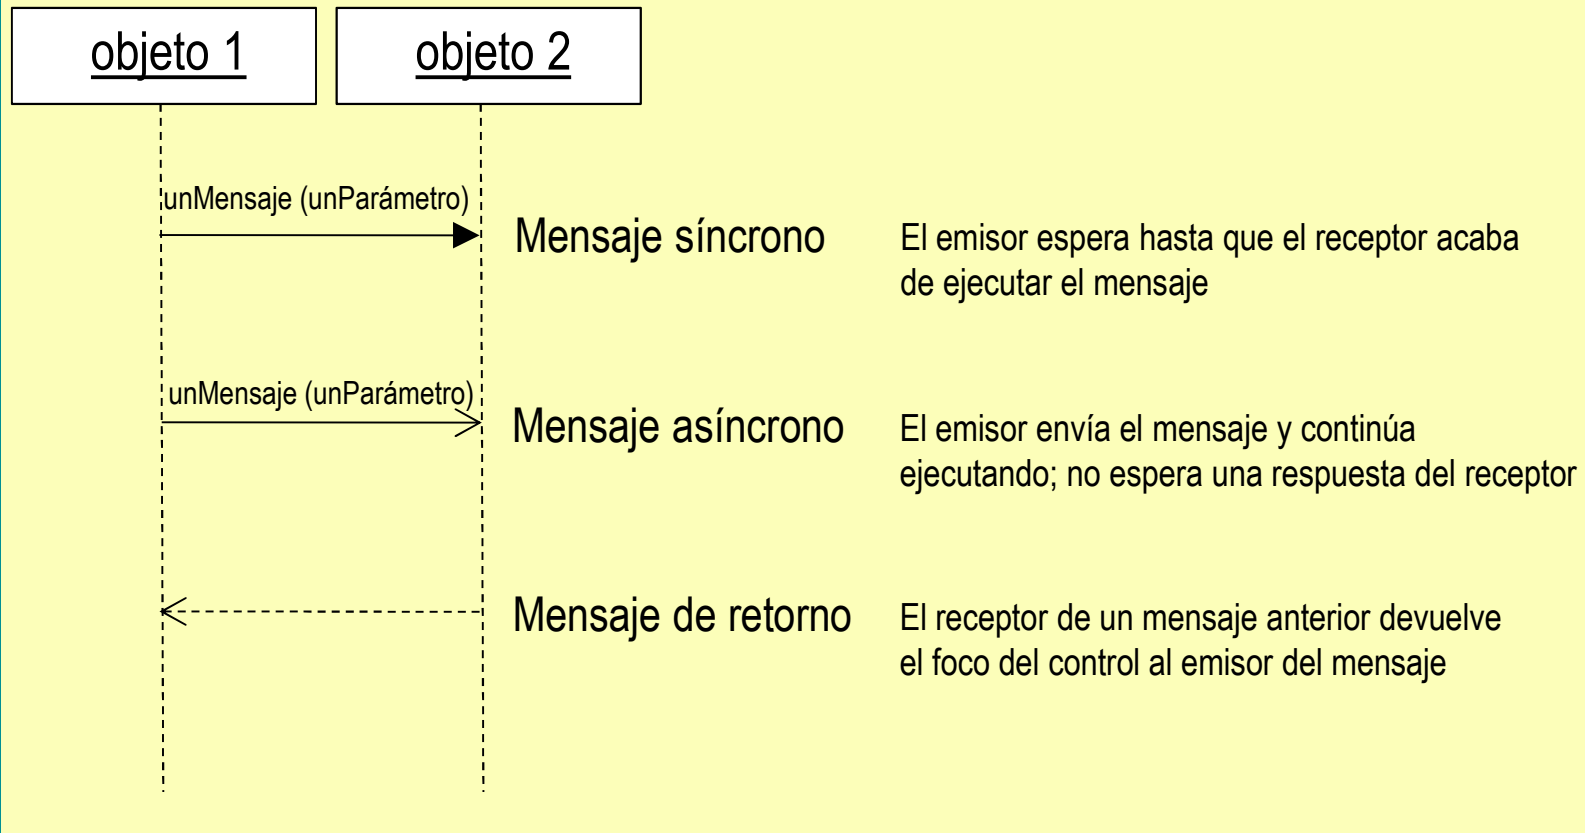 objeto 1
objeto 2
unMensaje (unParámetro)
Mensaje síncrono
El emisor espera hasta que el receptor acaba
de ejecutar el mensaje
unMensaje (unParámetro)
Mensaje asíncrono
El emisor envía el mensaje y continúa
ejecutando; no espera una respuesta del receptor
Mensaje de retorno
El receptor de un mensaje anterior devuelve
el foco del control al emisor del mensaje